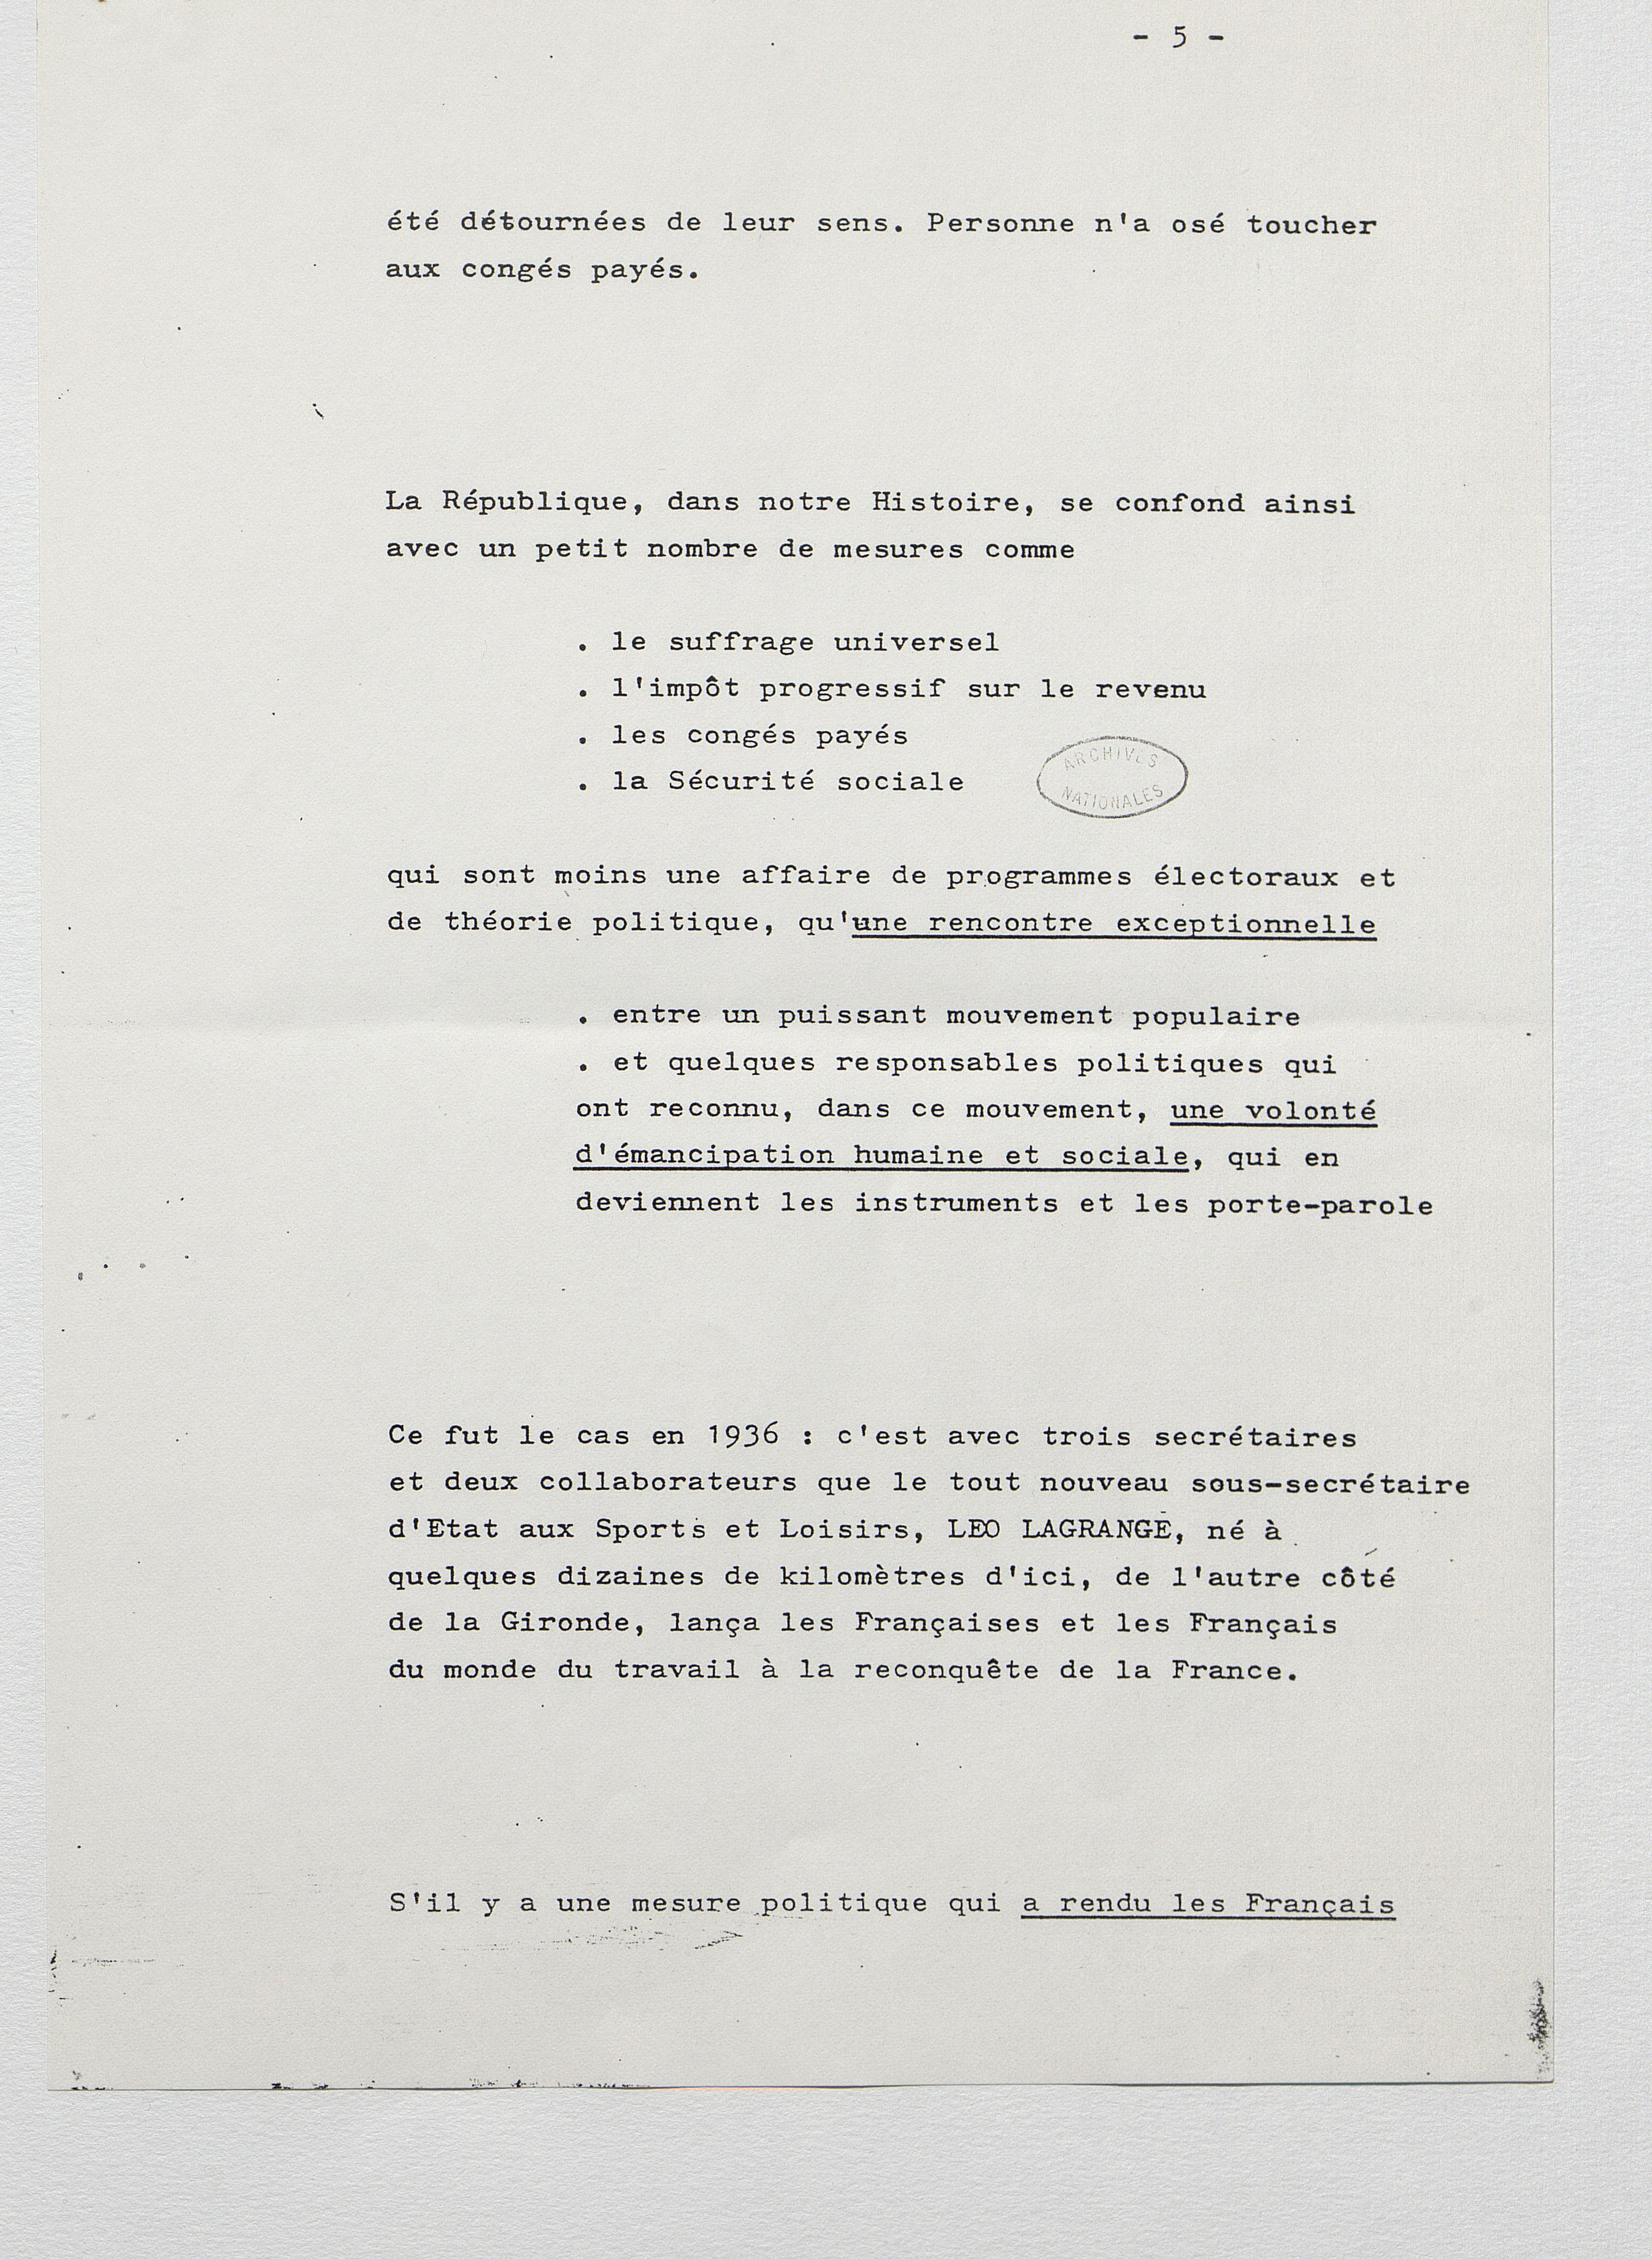 - 5 -
été détournées de leur sens. Personne n'a osé toucher
aux congés payés.
La République, dans notre Histoire, se confond ainsi
avec un petit nombre de mesures comme
. le suffrage universel
. l'impôt progressif sur le revenu
. les congés payés
. la Sécurité sociale
ARCHIVES
NATIONALES
qui sont moins une affaire de programmes électoraux et
de théorie politique, qu'une rencontre exceptionnelle
. entre un puissant mouvement populaire
. et quelques responsables politiques qui
ont reconnu, dans ce mouvement, une volonté
d'émancipation humaine et sociale, qui en
deviennent les instruments et les porte-parole
Ce fut le cas en 1936 : c'est avec trois secrétaires
et deux collaborateurs que le tout nouveau sous-secrétaire
d'Etat aux Sports et Loisirs, LEO LAGRANGE, né à
quelques dizaines de kilomètres d'ici, de l'autre côté
de la Gironde, lança les Françaises et les Français
du monde du travail à la reconquête de la France.
S'il y a une mesure politique qui a rendu les Français